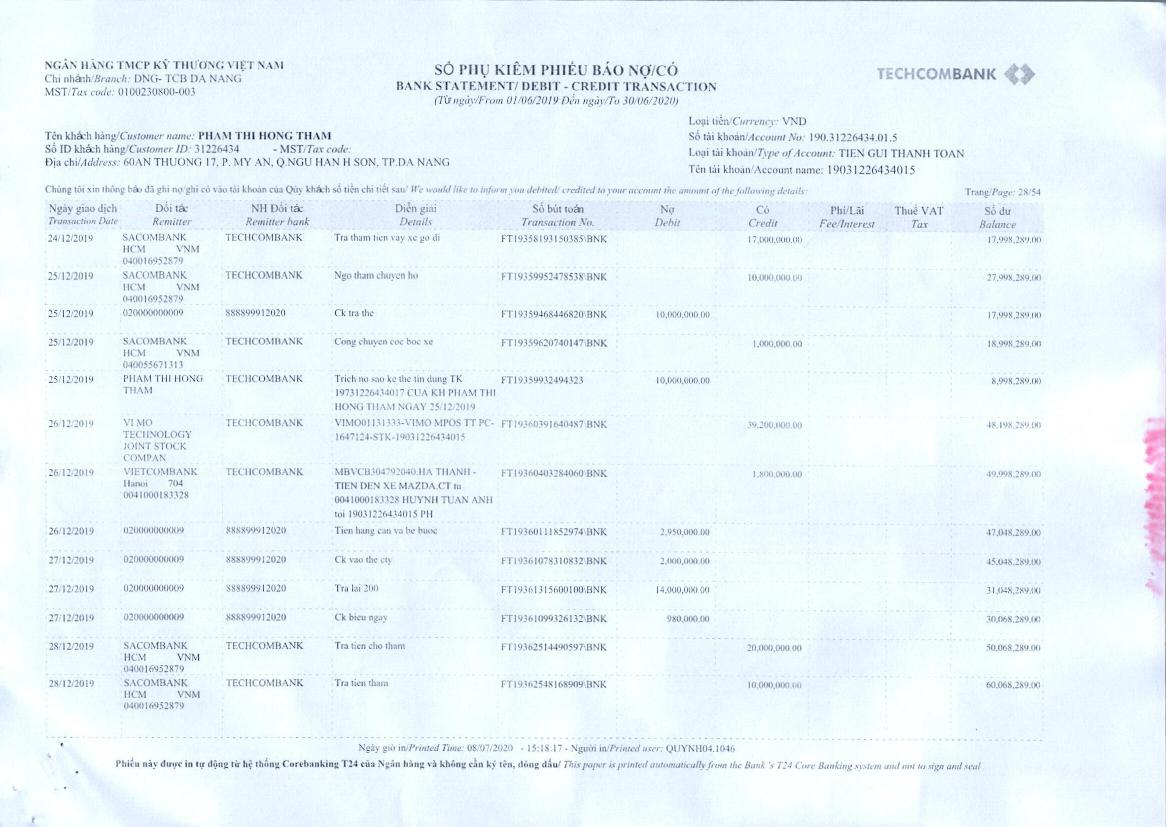 NGÂN HÀNG TMCP KỸ THƯƠNG VIỆT NAM
Chi nhánh/Branch: DNG- TCB DA NANG
MST/Tax code: 0100230800-003
SỔ PHỤ KIÊM PHIẾU BÁO NỢ/CÓ
BANK STATEMENT/ DEBIT - CREDIT TRANSACTION
(Từ ngày/From 01/06/2019 Đến ngày/To 30/06/2020)
TECHCOMBANK
Tên khách hàng/Customer name: PHAM THI HONG THAM
Số ID khách hàng/Customer ID: 31226434 - MST/Tax code:
Địa chỉ/Address: 60AN THUONG 17, P. MY AN, Q.NGU HAN H SON, TP.DA NANG
Loại tiền/Currency: VND
Số tài khoản/Account No: 190.31226434.01.5
Loại tài khoản/Type of Account: TIEN GUI THANH TOAN
Tên tài khoản/Account name: 19031226434015
Chúng tôi xin thông báo đã ghi nợ/ghi có vào tài khoản của Qúy khách số tiền chi tiết sau/ We would like to inform you debited/ credited to your account the amount of the following details:
Trang/Page: 28/54
Ngày giao dịch Đối tác NH Đối tác Diễn giải Số bút toán Nợ Có Phí/Lãi Thuế VAT Số dư
Transaction Date Remitter Remitter bank Details Transaction No. Debit Credit Fee/Interest Tax Balance
24/12/2019 SACOMBANK TECHCOMBANK Tra tham tien vay xe go di FT19358193150385\BNK 17,000,000.00 17,998,289.00
HCM VNM
040016952879
25/12/2019 SACOMBANK TECHCOMBANK Ngo tham chuyen ho FT19359952478538\BNK 10,000,000.00 27,998,289.00
HCM VNM
040016952879
25/12/2019 020000000009 888899912020 Ck tra the FT19359468446820\BNK 10,000,000.00 17,998,289.00
25/12/2019 SACOMBANK TECHCOMBANK Cong chuyen coc boc xe FT19359620740147\BNK 1,000,000.00 18,998,289.00
HCM VNM
040055671313
25/12/2019 PHAM THI HONG TECHCOMBANK Trich no sao ke the tin dung TK FT19359932494323 10,000,000.00 8,998,289.00
THAM 19731226434017 CUA KH PHAM THI
HONG THAM NGAY 25/12/2019
26/12/2019 VI MO TECHCOMBANK VIMO01131333-VIMO MPOS TT PC- FT19360391640487\BNK 39,200,000.00 48,198,289.00
TECHNOLOGY 1647124-STK-19031226434015
JOINT STOCK
COMPAN
26/12/2019 VIETCOMBANK TECHCOMBANK MBVCB304792040.HA THANH - FT19360403284060\BNK 1,800,000.00 49,998,289.00
Hanoi 704 TIEN DEN XE MAZDA.CT tu
0041000183328 0041000183328 HUYNH TUAN ANH
toi 19031226434015 PH
26/12/2019 020000000009 888899912020 Tien hang can va be buoc FT19360111852974\BNK 2,950,000.00 47,048,289.00
27/12/2019 020000000009 888899912020 Ck vao the cty FT19361078310832\BNK 2,000,000.00 45,048,289.00
27/12/2019 020000000009 888899912020 Tra lai 200 FT19361315600100\BNK 14,000,000.00 31,048,289.00
27/12/2019 020000000009 888899912020 Ck bieu ngay FT19361099326132\BNK 980,000.00 30,068,289.00
28/12/2019 SACOMBANK TECHCOMBANK Tra tien cho tham FT19362514490597\BNK 20,000,000.00 50,068,289.00
HCM VNM
040016952879
28/12/2019 SACOMBANK TECHCOMBANK Tra tien tham FT19362548168909\BNK 10,000,000.00 60,068,289.00
HCM VNM
040016952879
Ngày giờ in/Printed Time: 08/07/2020 - 15:18:17 - Người in/Printed user: QUYNH04.1046
Phiếu này được in tự động từ hệ thống Corebanking T24 của Ngân hàng và không cần ký tên, đóng dấu/ This paper is printed automatically from the Bank 's T24 Core Banking system and not to sign and seal